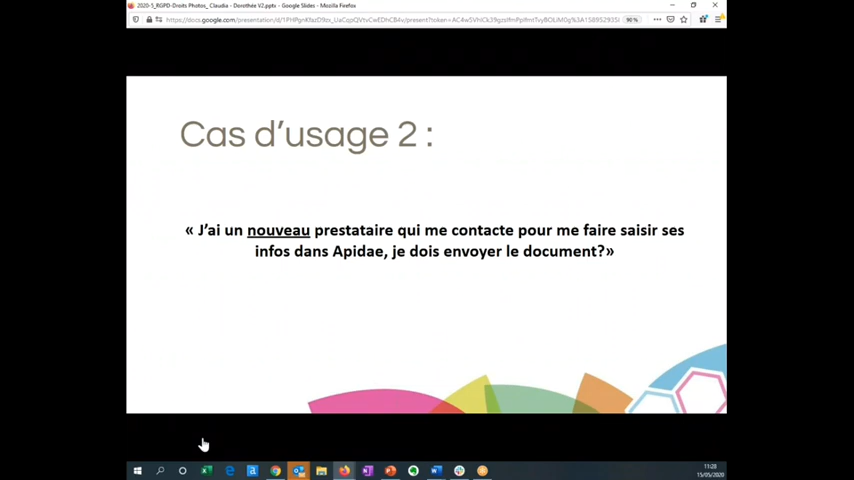 2020-5_RGPD-Droits Photos_ Claudia - Dorothée V2.pptx - Google Slides - Mozilla Firefox
90%
Cas d'usage 2 :
« J'ai un nouveau prestataire qui me contacte pour me faire saisir ses
infos dans Apidae, je dois envoyer le document?»
11:28
15/05/2020